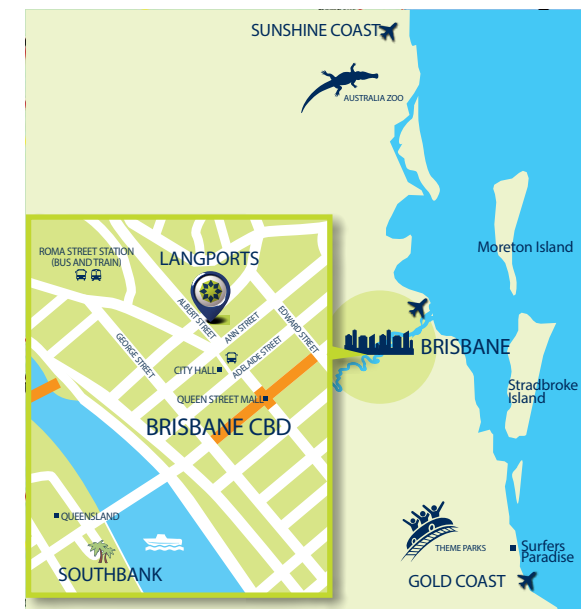 SUNSHINE COAST
AUSTRALIA ZOO
Moreton Island
ROMA STREET STATION
(BUS AND TRAIN)
LANGPORTS
ALBERT STREET
ANN STREET
EDWARD STREET
GEORGE STREET
ADELAIDE STREET
CITY HALL
BRISBANE
Stradbroke
Island
QUEEN STREET MALL
BRISBANE CBD
QUEENSLAND
SOUTHBANK
THEME PARKS
Surfers
Paradise
GOLD COAST